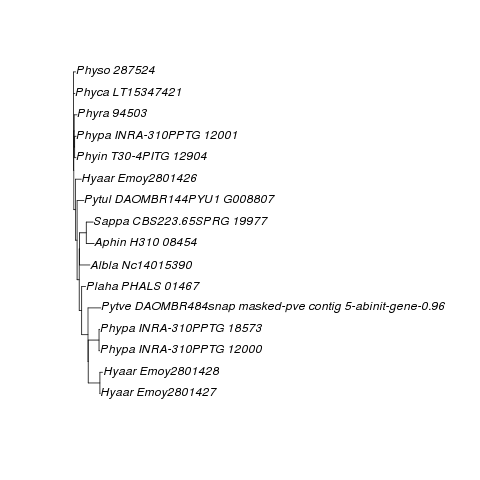 Physo 287524
Phyca LT15347421
Phyra 94503
Phypa INRA-310PPTG 12001
Phyin T30-4PITG 12904
Hyaar Emoy2801426
Pytul DAOMBR144PYU1 G008807
Sappa CBS223.65SPRG 19977
Aphin H310 08454
Albla Nc14015390
Plaha PHALS 01467
Pytve DAOMBR484snap masked-pve contig 5-abinit-gene-0.96
Phypa INRA-310PPTG 18573
Phypa INRA-310PPTG 12000
Hyaar Emoy2801428
Hyaar Emoy2801427